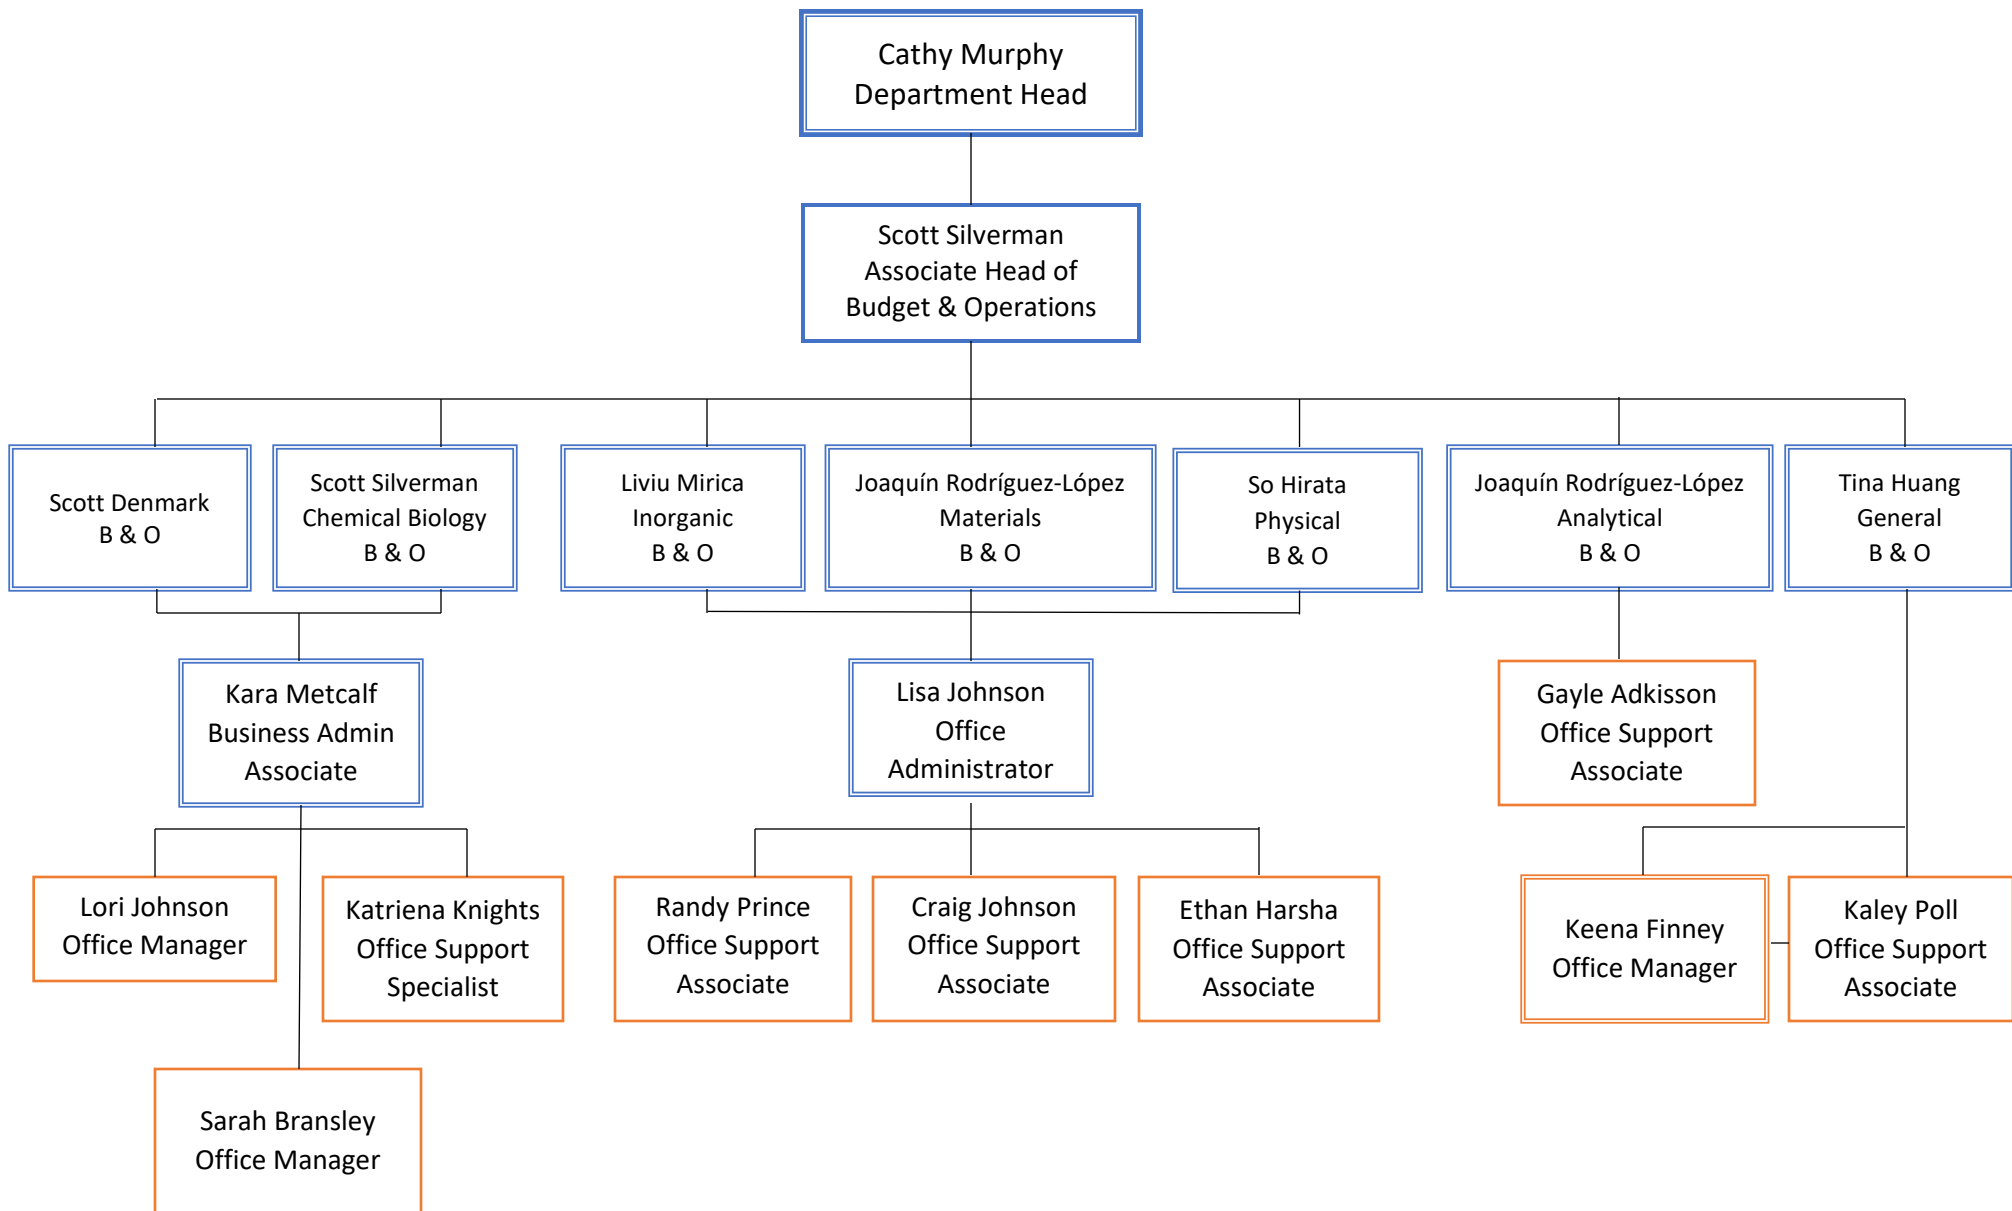 Cathy Murphy
Department Head
Scott Silverman
Associate Head of
Budget & Operations
Scott Denmark
B & O
Scott Silverman
Chemical Biology
B & O
Liviu Mirica
Inorganic
B & O
Joaquín Rodríguez-López
Materials
B & O
So Hirata
Physical
B & O
Joaquín Rodríguez-López
Analytical
B & O
Tina Huang
General
B & O
Kara Metcalf
Business Admin
Associate
Lisa Johnson
Office
Administrator
Gayle Adkisson
Office Support
Associate
Lori Johnson
Office Manager
Katriena Knights
Office Support
Specialist
Randy Prince
Office Support
Associate
Craig Johnson
Office Support
Associate
Ethan Harsha
Office Support
Associate
Keena Finney
Office Manager
Kaley Poll
Office Support
Associate
Sarah Bransley
Office Manager